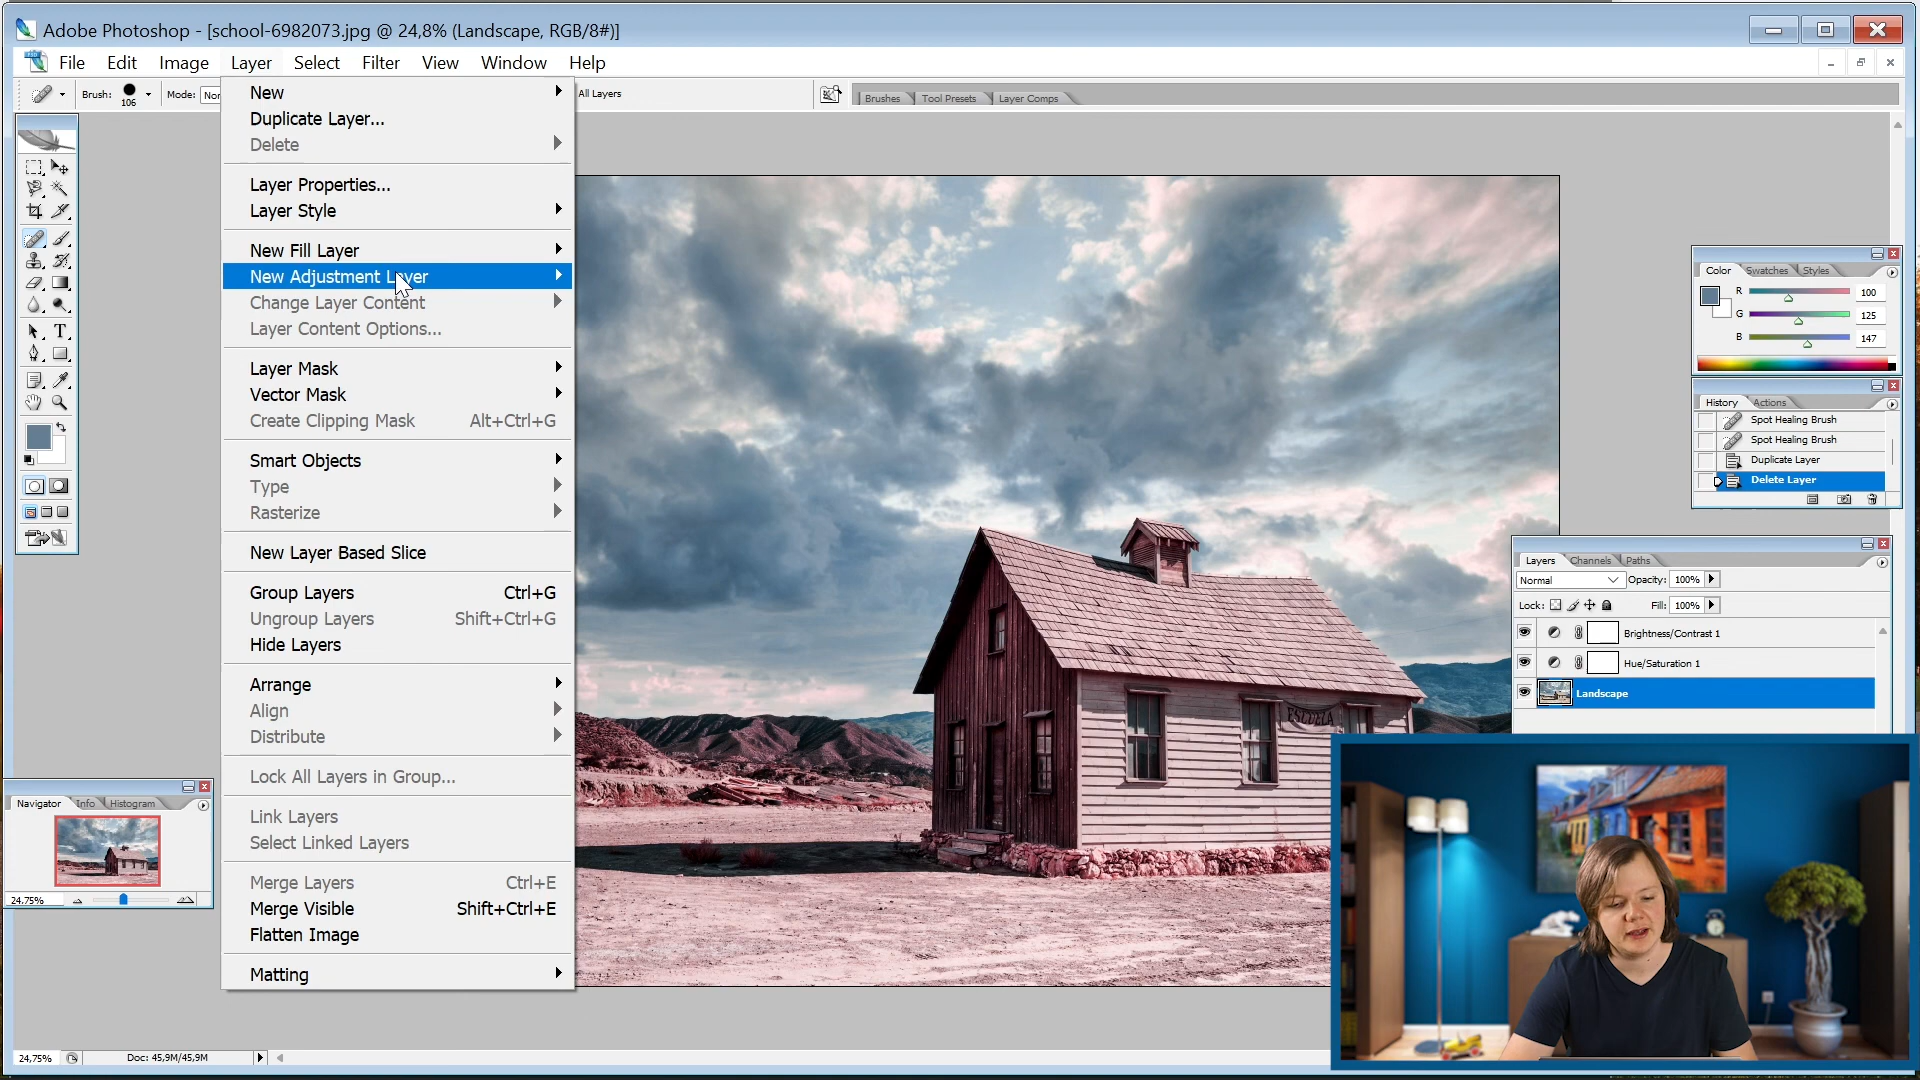 Adobe Photoshop - [school-6982073.jpg @ 24,8% (Landscape, RGB/8#)]
File Edit Image Layer Select Filter View Window Help
Brush: 106 Mode: Nor
All Layers
Brushes Tool Presets Layer Comps
New
Duplicate Layer...
Delete
Layer Properties...
Layer Style
New Fill Layer
New Adjustment Layer
Change Layer Content
Layer Content Options...
Layer Mask
Vector Mask
Create Clipping Mask Alt+Ctrl+G
Smart Objects
Type
Rasterize
New Layer Based Slice
Group Layers Ctrl+G
Ungroup Layers Shift+Ctrl+G
Hide Layers
Arrange
Align
Distribute
Lock All Layers in Group...
Link Layers
Select Linked Layers
Merge Layers Ctrl+E
Merge Visible Shift+Ctrl+E
Flatten Image
Matting
Color Swatches Styles
R 100
G 125
B 147
History Actions
Spot Healing Brush
Spot Healing Brush
Duplicate Layer
Delete Layer
Layers Channels Paths
Normal Opacity: 100%
Lock: Fill: 100%
Brightness/Contrast 1
Hue/Saturation 1
Landscape
ESCUELA
Navigator Info Histogram
24.75%
24,75% Doc: 45,9M/45,9M